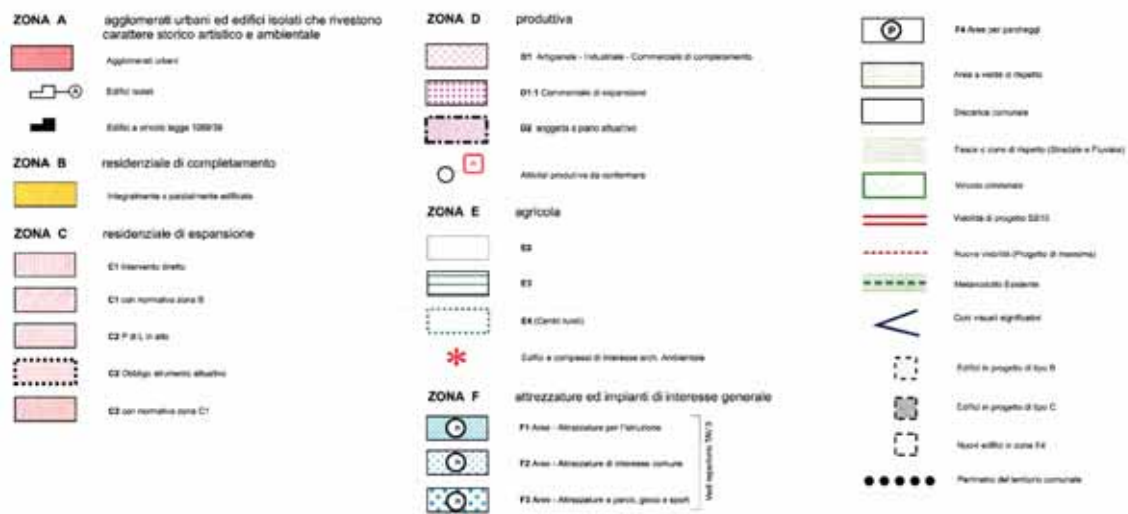 ZONA A agglomerati urbani ed edifici isolati che rivestono
carattere storico artistico e ambientale
Agglomerati urbani
A
Edifici isolati
Edifici a vincolo legge 1089/39
ZONA B residenziale di completamento
Integralmente o parzialmente edificate
ZONA C residenziale di espansione
C1 Intervento diretto
C1 con normativa zona B
C2 P di L in atto
C2 Obbligo strumento attuativo
C2 con normativa zona C1
ZONA D produttiva
D1 Artigianale - Industriale - Commerciale di completamento
D1-1 Commerciale di espansione
D2 soggetta a piano attuativo
Attività produttive da confermare
ZONA E agricola
E2
E3
E4 (Centri rurali)
Edifici e complessi di interesse arch. Ambientale
ZONA F attrezzature ed impianti di interesse generale
F1 Aree - Attrezzature per l'istruzione
F2 Aree - Attrezzature di interesse comune
F3 Aree - Attrezzature a parco, gioco e sport
Vedi repertorio TAV 3
P
F4 Aree per parcheggi
Area a verde di rispetto
Discarica comunale
Fasce o zone di rispetto (Stradale e Fluviale)
Vincolo cimiteriale
Viabilità di progetto
Nuova viabilità (Progetto di massima)
Metanodotto Esistente
Coni visuali significativi
Edifici in progetto di tipo B
Edifici in progetto di tipo C
Nuovi edifici in zona E4
Perimetro del territorio comunale